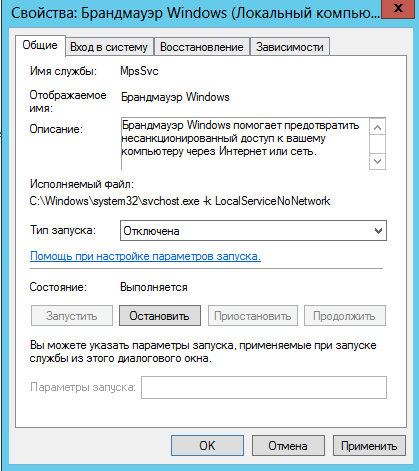 Свойства: Брандмауэр Windows (Локальный компью...
x
Общие Вход в систему Восстановление Зависимости
Имя службы: MpsSvc
Отображаемое имя: Брандмауэр Windows
Описание: Брандмауэр Windows помогает предотвратить
несанкционированный доступ к вашему
компьютеру через Интернет или сеть.
Исполняемый файл:
C:\Windows\system32\svchost.exe -k LocalServiceNoNetwork
Тип запуска: Отключена
Помощь при настройке параметров запуска.
Состояние: Выполняется
Запустить Остановить Приостановить Продолжить
Вы можете указать параметры запуска, применяемые при запуске
службы из этого диалогового окна.
Параметры запуска:
OK Отмена Применить